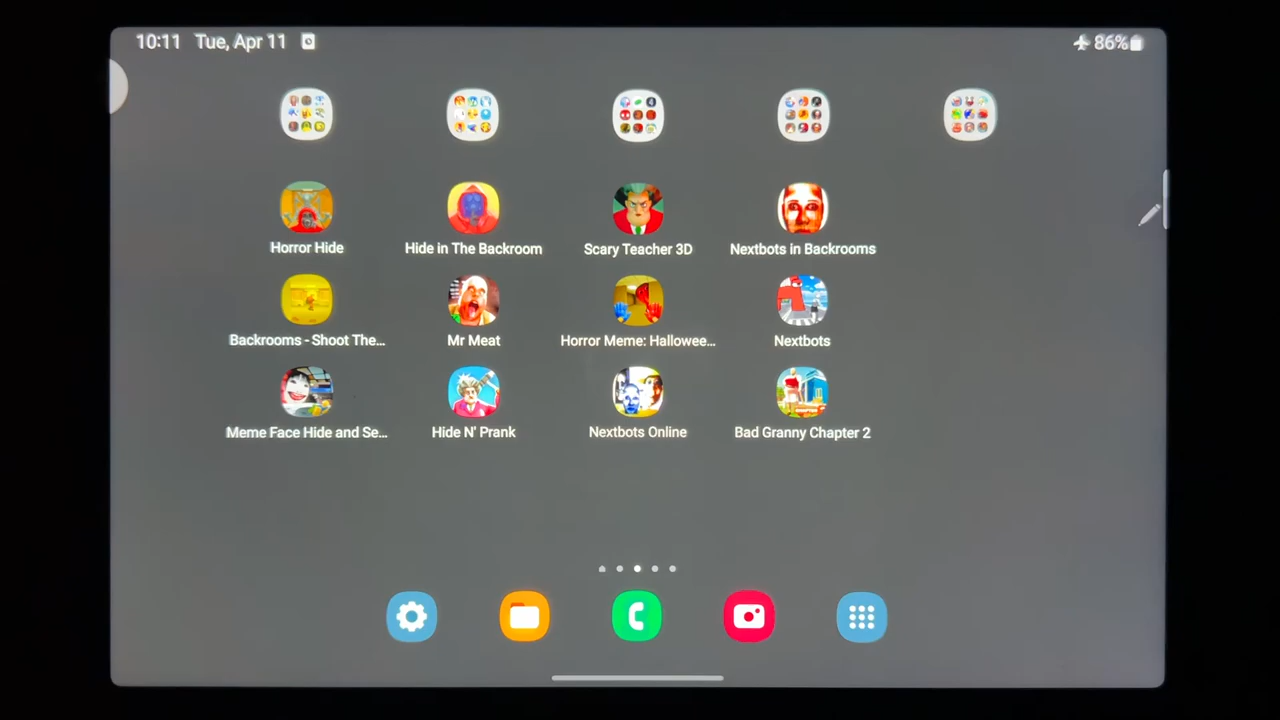 10:11 Tue, Apr 11
86%
Horror Hide
Hide in The Backroom
Scary Teacher 3D
Nextbots in Backrooms
Backrooms - Shoot The...
Mr Meat
Horror Meme: Hallowee...
Nextbots
Meme Face Hide and Se...
Hide N' Prank
Nextbots Online
Bad Granny Chapter 2